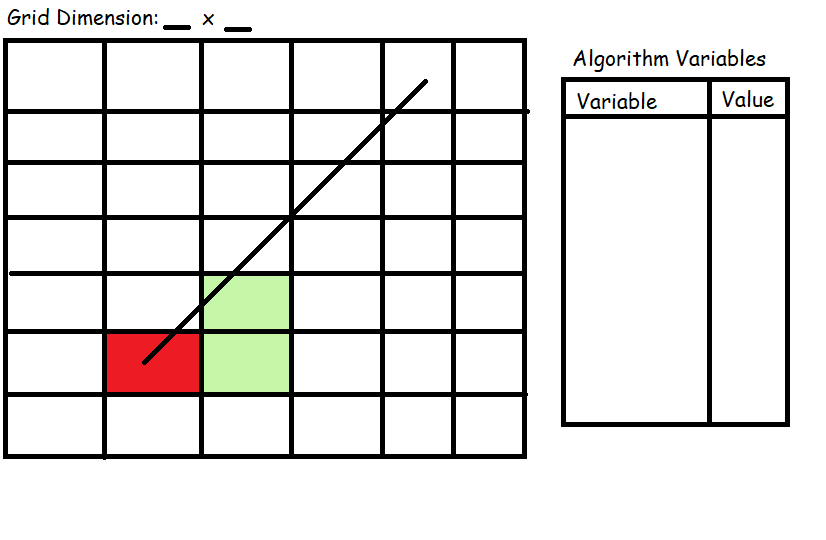 Grid Dimension: __ x __
Algorithm Variables
Variable Value